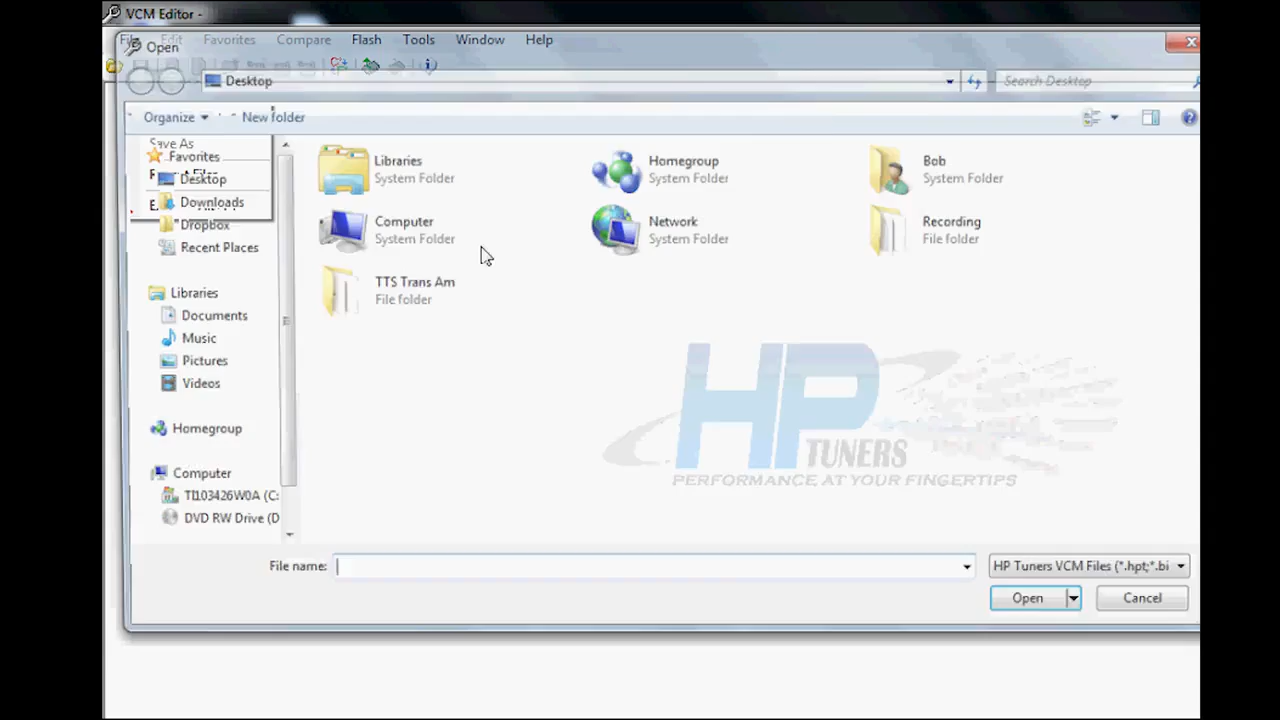 VCM Editor -
File Edit Favorites Compare Flash Tools Window Help
Open
Desktop
Search Desktop
Organize
New folder
Save As
Favorites
Desktop
Downloads
Dropbox
Recent Places
Libraries
Documents
Music
Pictures
Videos
Homegroup
Computer
TI103426W0A (C:
DVD RW Drive (D
Libraries
System Folder
Homegroup
System Folder
Bob
System Folder
Computer
System Folder
Network
System Folder
Recording
File folder
TTS Trans Am
File folder
HP
TUNERS
PERFORMANCE AT YOUR FINGERTIPS
File name:
HP Tuners VCM Files (*.hpt;*.bi
Open
Cancel